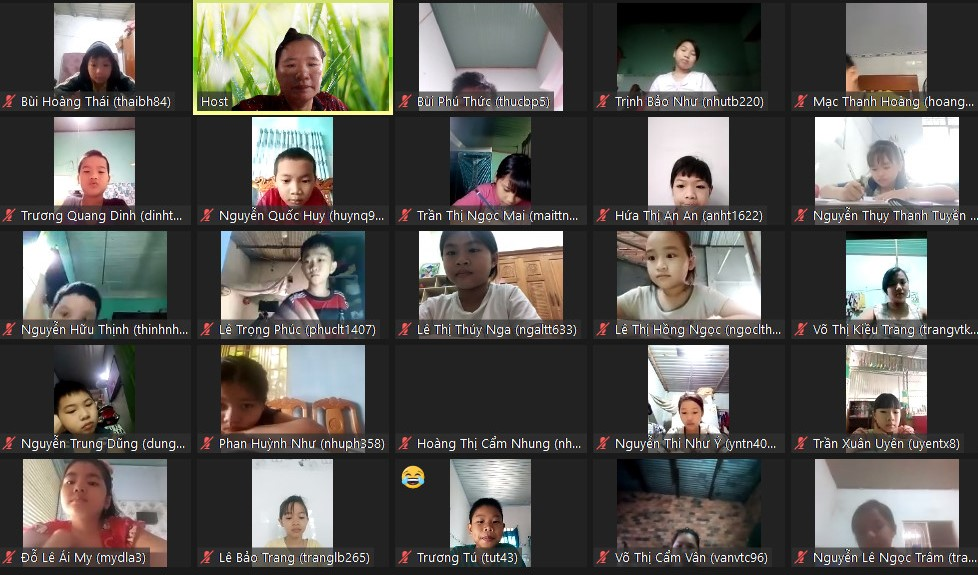 Bùi Hoàng Thái (thaibh84)
Host
Bùi Phú Thức (thucbp5)
Trịnh Bảo Như (nhutb220)
Mạc Thanh Hoàng (hoang...
Trương Quang Dinh (dinht...
Nguyễn Quốc Huy (huynq9...
Trần Thị Ngọc Mai (maittn...
Hứa Thị An An (anht1622)
Nguyễn Thụy Thanh Tuyền ...
Nguyễn Hữu Thịnh (thinhnh...
Lê Trọng Phúc (phuclt1407)
Lê Thị Thúy Nga (ngaltt633)
Lê Thị Hồng Ngọc (ngoclth...
Võ Thị Kiều Trang (trangvtk...
Nguyễn Trung Dũng (dung...
Phan Huỳnh Như (nhuph358)
Hoàng Thị Cẩm Nhung (nh...
Nguyễn Thị Như Ý (yntn40...
Trần Xuân Uyên (uyentx8)
Đỗ Lê Ái My (mydla3)
Lê Bảo Trang (tranglb265)
Trương Tú (tut43)
Võ Thị Cẩm Vân (vanvtc96)
Nguyễn Lê Ngọc Trâm (tra...